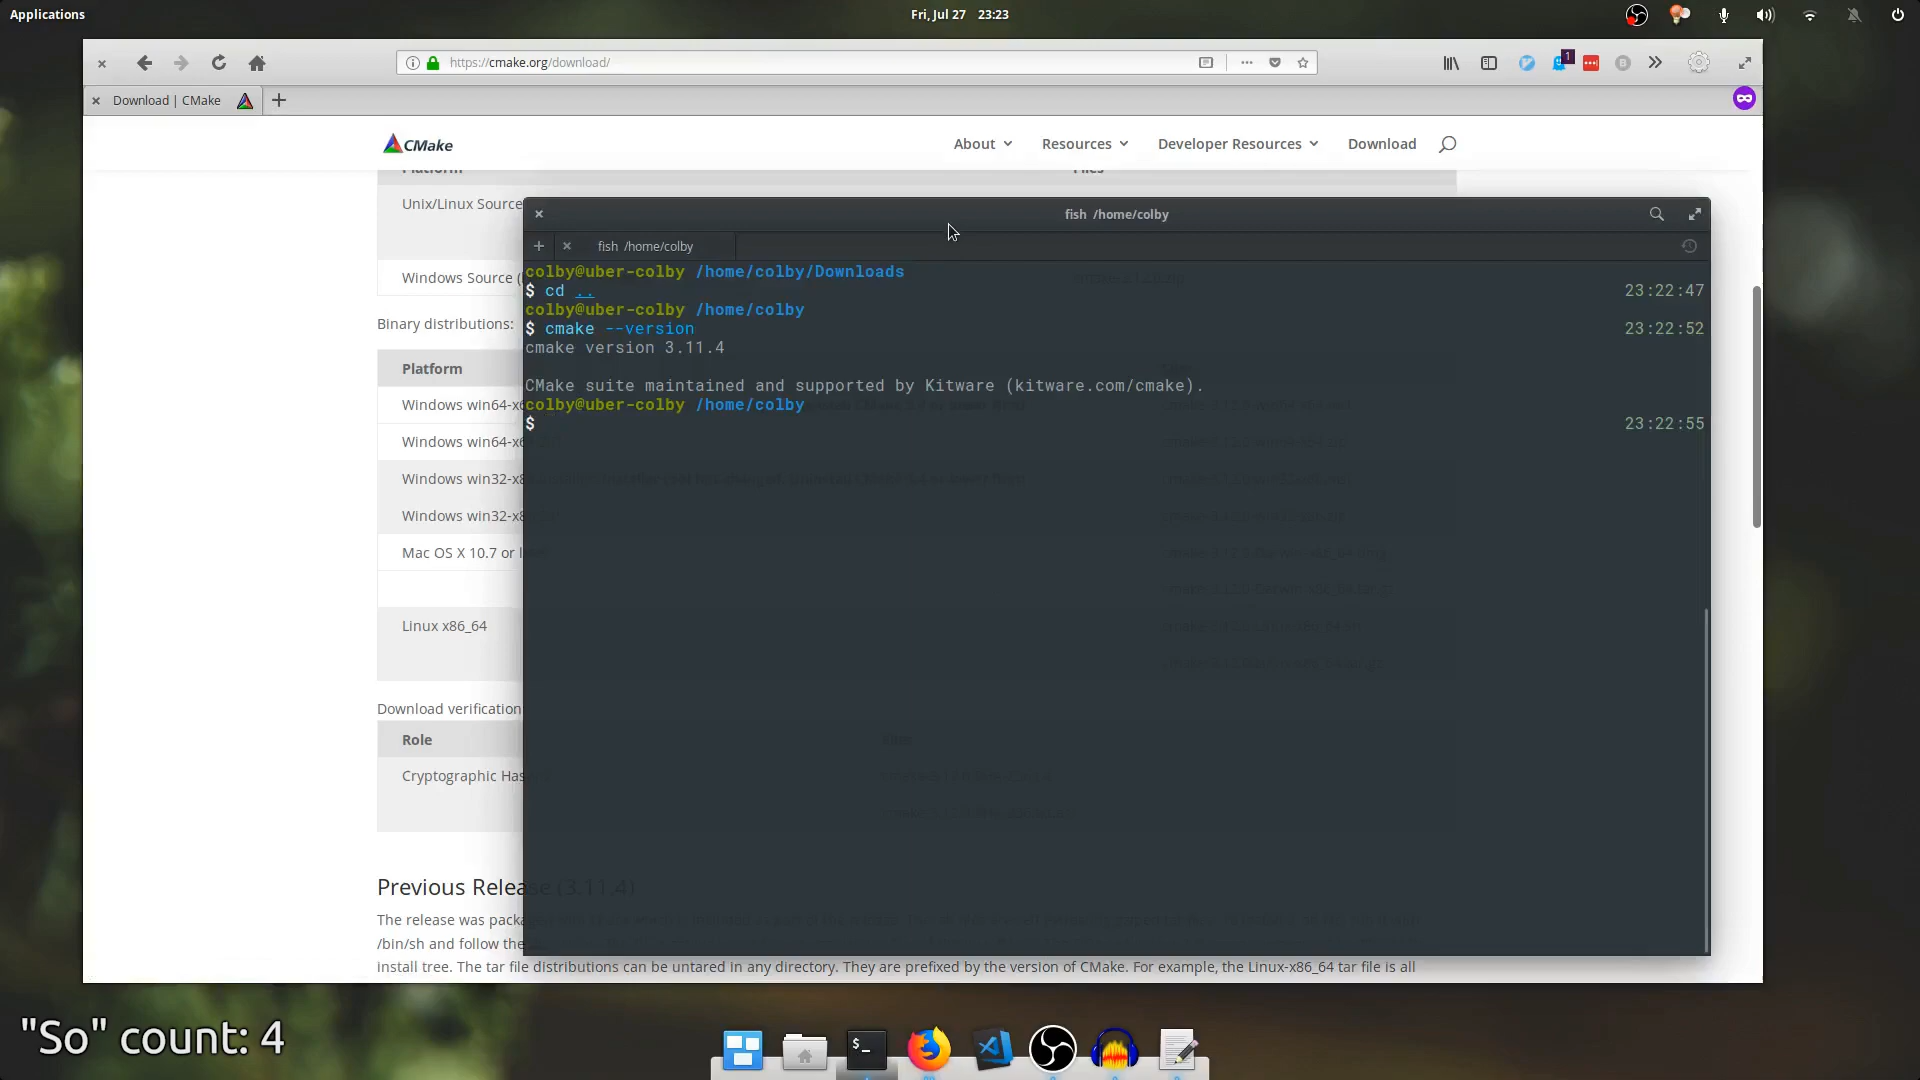 Applications
Fri, Jul 27 23:23
https://cmake.org/download/
1
Download | CMake
CMake
About
Resources
Developer Resources
Download
Platform
Files
Unix/Linux Source
Windows Source (
Binary distributions:
Platform
Windows win64-x
Windows win64-x
Windows win32-x
Windows win32-x
Mac OS X 10.7 or
Linux x86_64
Download verification
Role
Cryptographic Has
Previous Release (3.11.4)
The release was packa
/bin/sh and follow the
install tree. The tar file distributions can be untared in any directory. They are prefixed by the version of CMake. For example, the Linux-x86_64 tar file is all
fish /home/colby
fish /home/colby
colby@uber-colby /home/colby/Downloads
$ cd .. 23:22:47
colby@uber-colby /home/colby
$ cmake --version 23:22:52
cmake version 3.11.4
CMake suite maintained and supported by Kitware (kitware.com/cmake).
colby@uber-colby /home/colby
$ 23:22:55
"So" count: 4